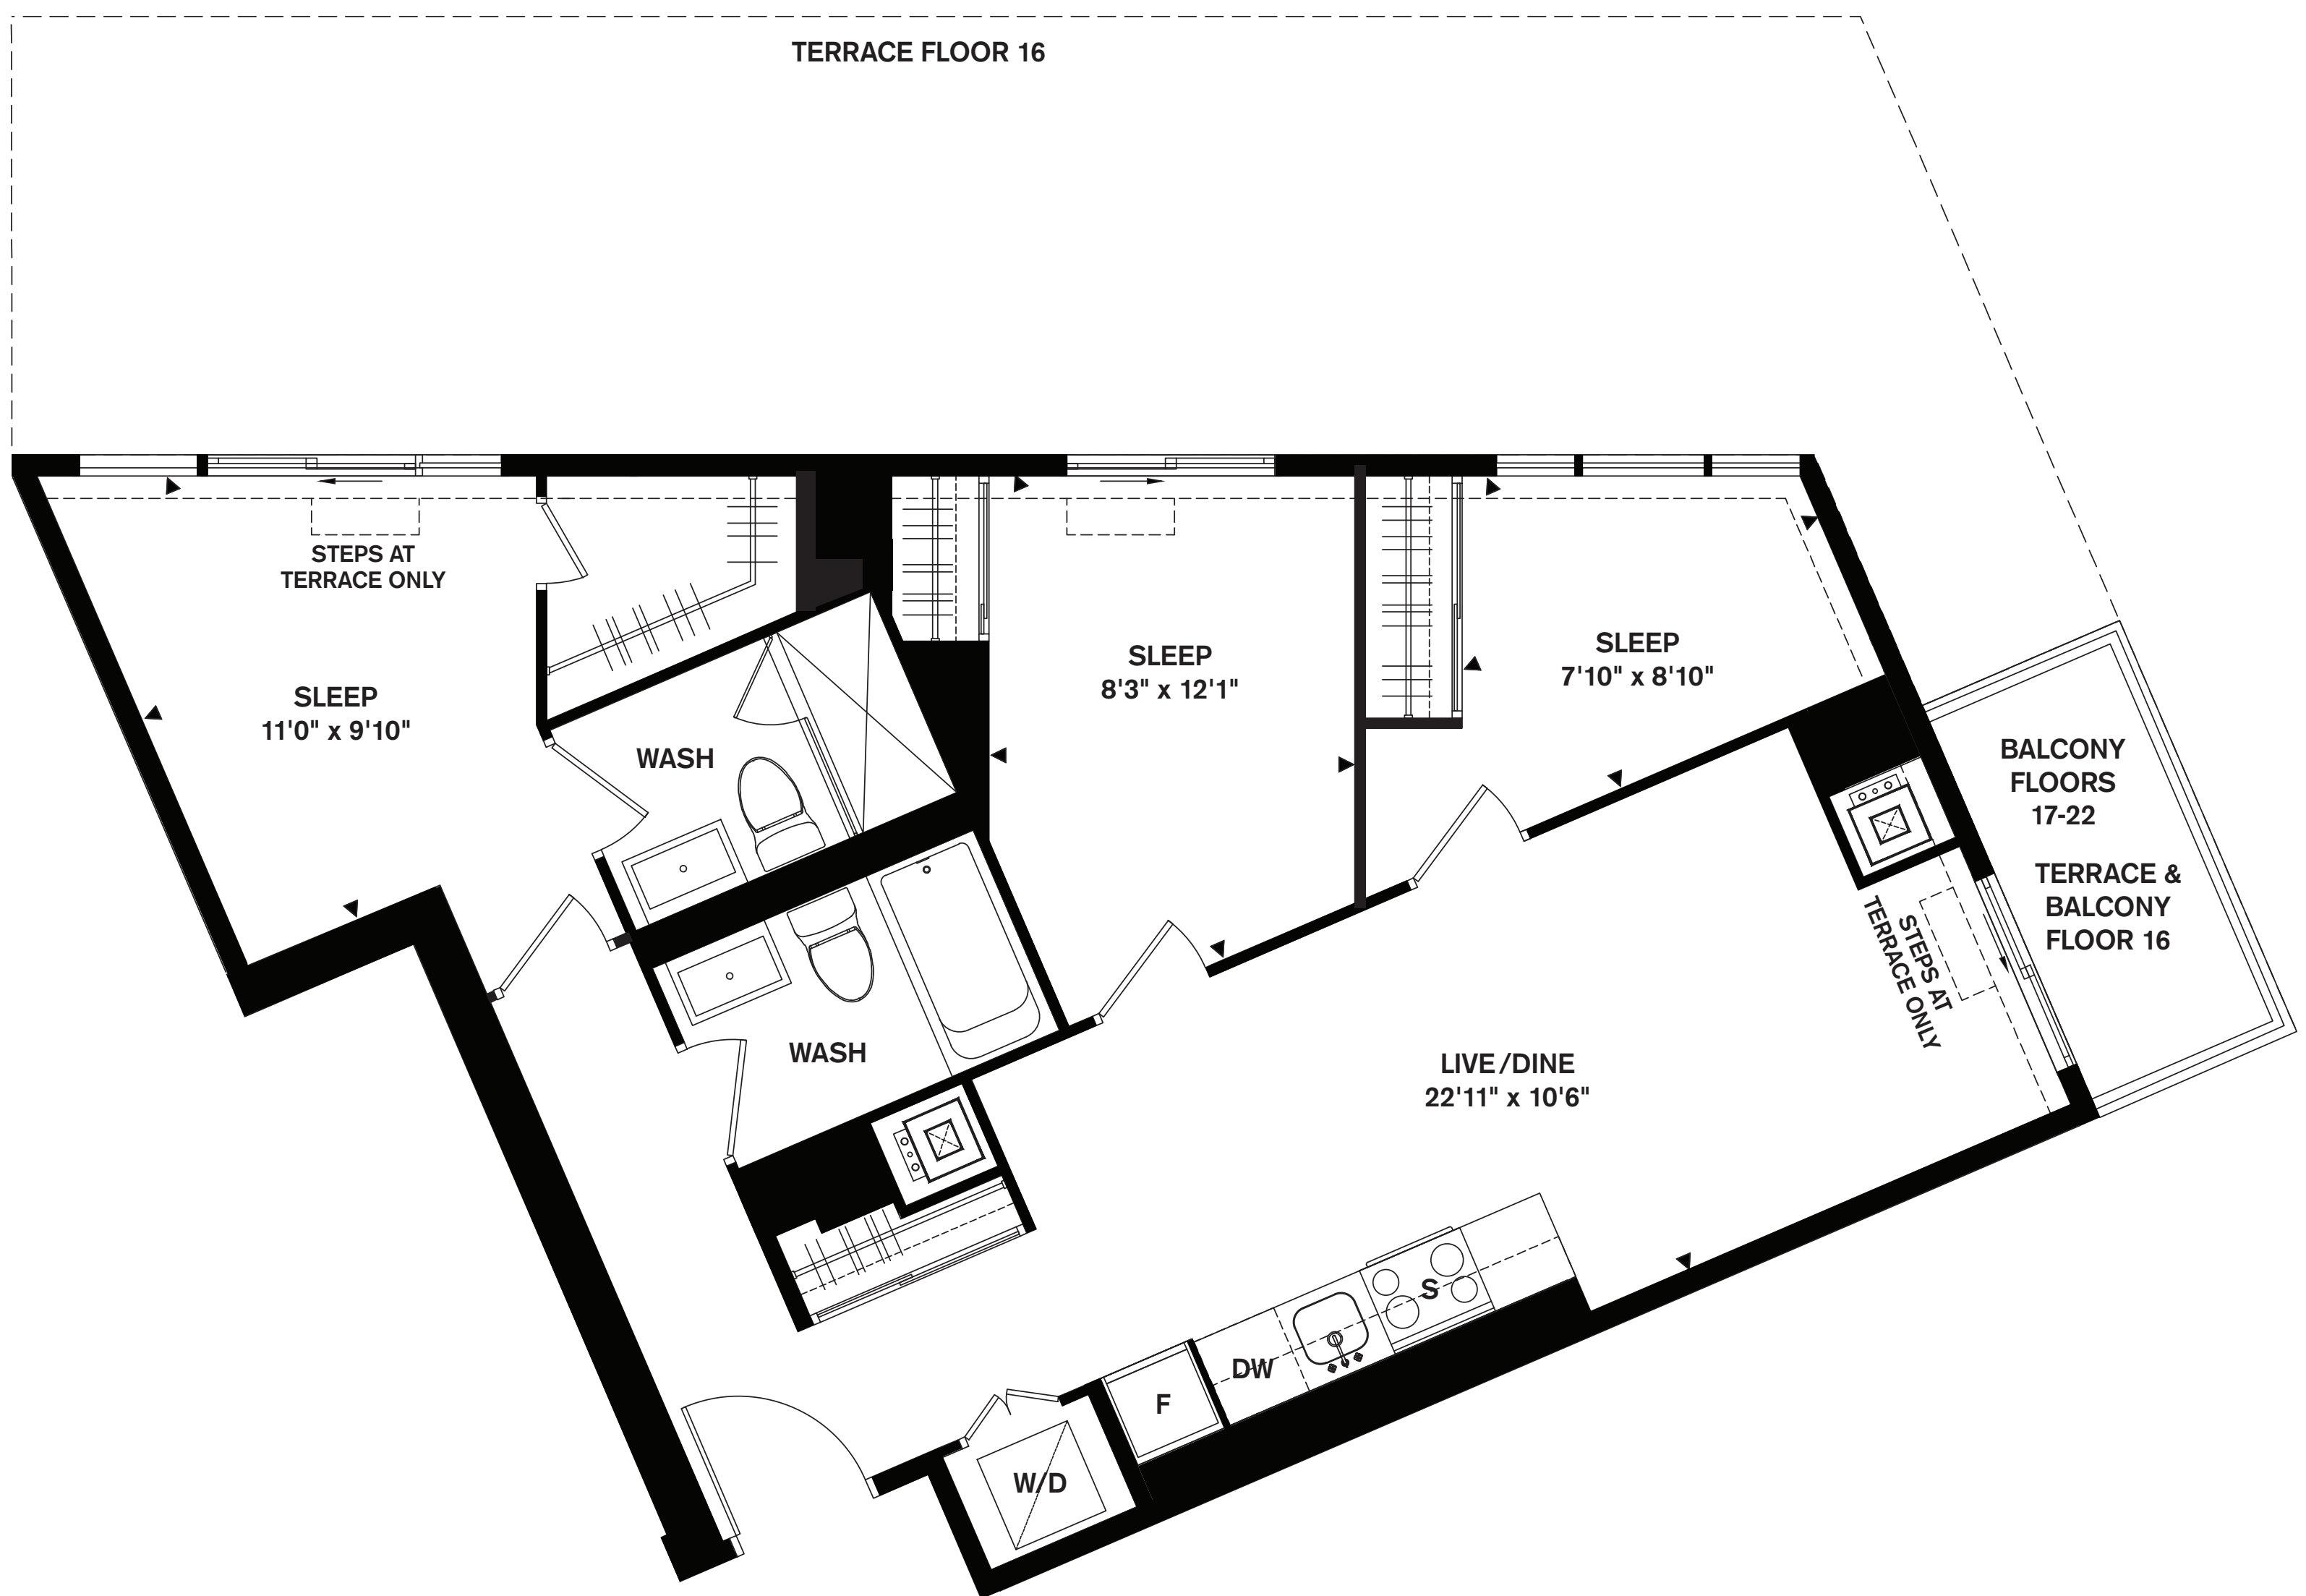 TERRACE FLOOR 16
STEPS AT
TERRACE ONLY
SLEEP
11'0" x 9'10"
WASH
SLEEP
8'3" x 12'1"
SLEEP
7'10" x 8'10"
BALCONY
FLOORS
17-22
TERRACE &
BALCONY
FLOOR 16
STEPS AT
TERRACE ONLY
WASH
LIVE/DINE
22'11" x 10'6"
S
DW
F
W/D